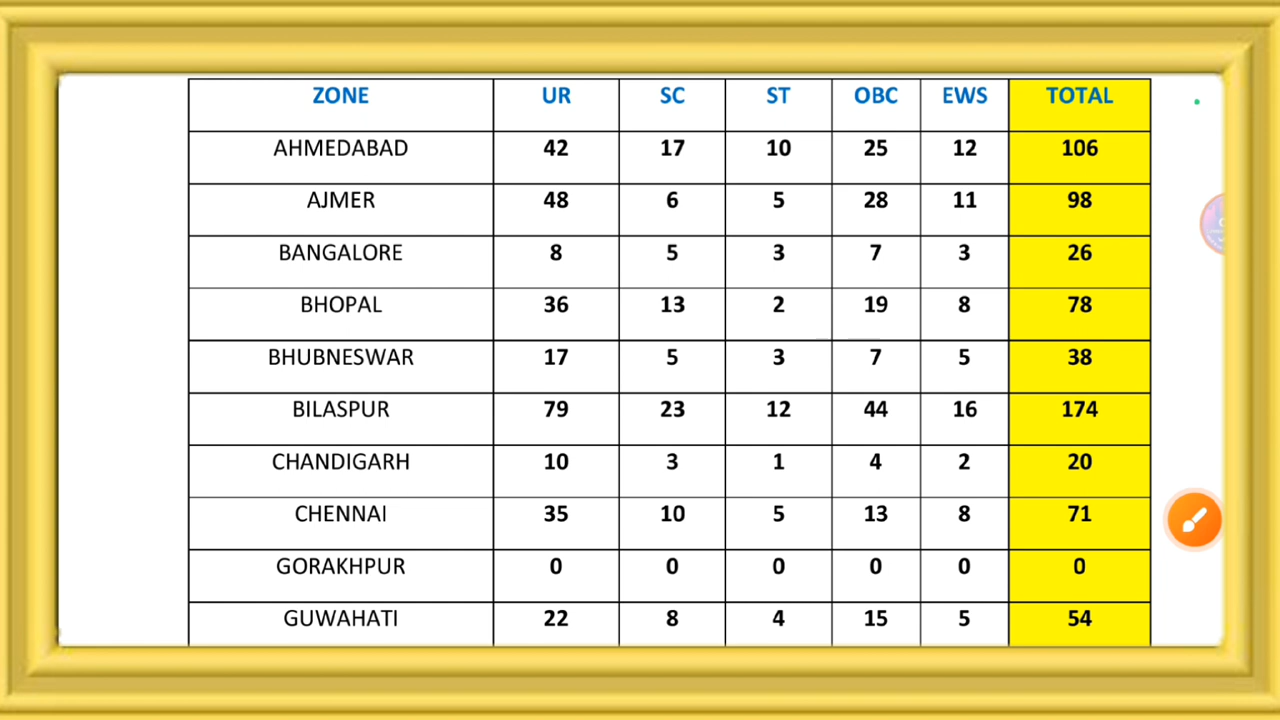 ZONE UR SC ST OBC EWS TOTAL
AHMEDABAD 42 17 10 25 12 106
AJMER 48 6 5 28 11 98
BANGALORE 8 5 3 7 3 26
BHOPAL 36 13 2 19 8 78
BHUBNESWAR 17 5 3 7 5 38
BILASPUR 79 23 12 44 16 174
CHANDIGARH 10 3 1 4 2 20
CHENNAI 35 10 5 13 8 71
GORAKHPUR 0 0 0 0 0 0
GUWAHATI 22 8 4 15 5 54